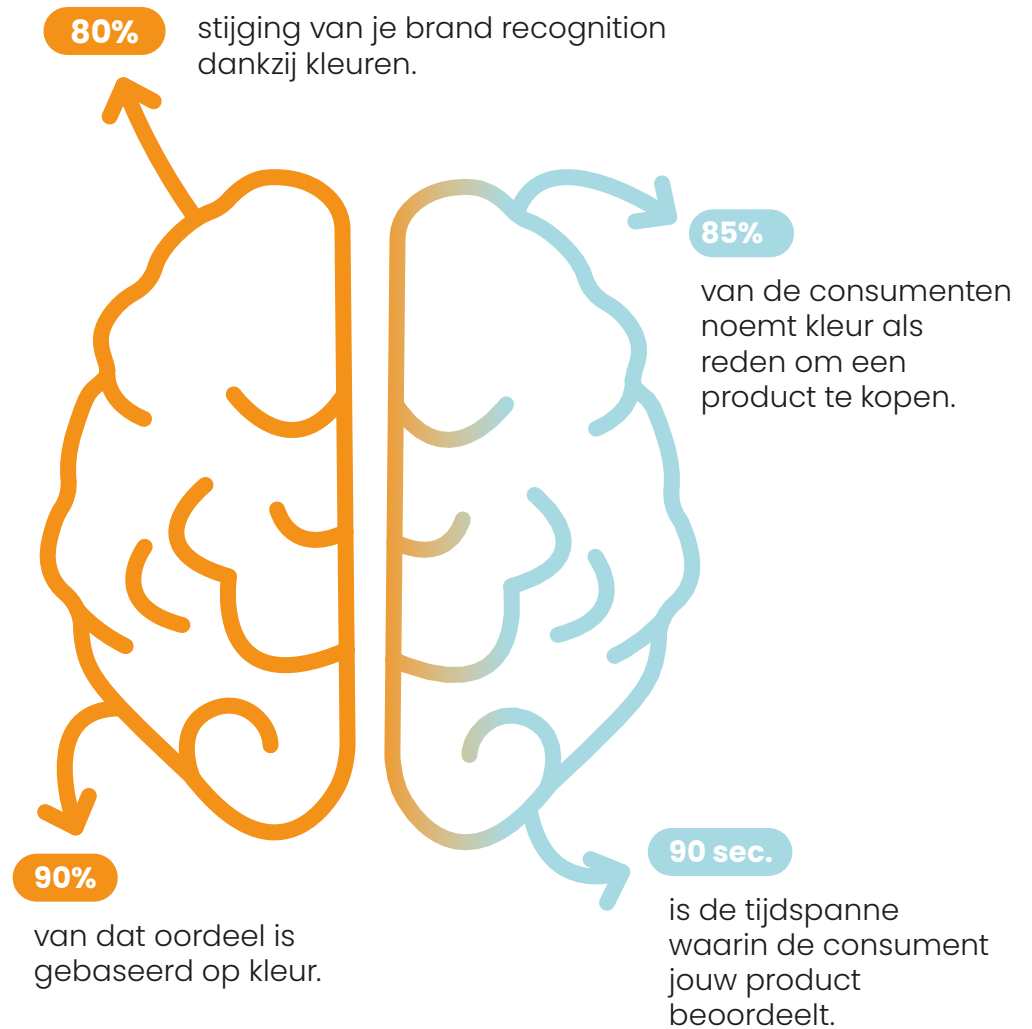 80%
stijging van je brand recognition
dankzij kleuren.
85%
van de consumenten
noemt kleur als
reden om een
product te kopen.
90 sec.
is de tijdspanne
waarin de consument
jouw product
beoordeelt.
90%
van dat oordeel is
gebaseerd op kleur.